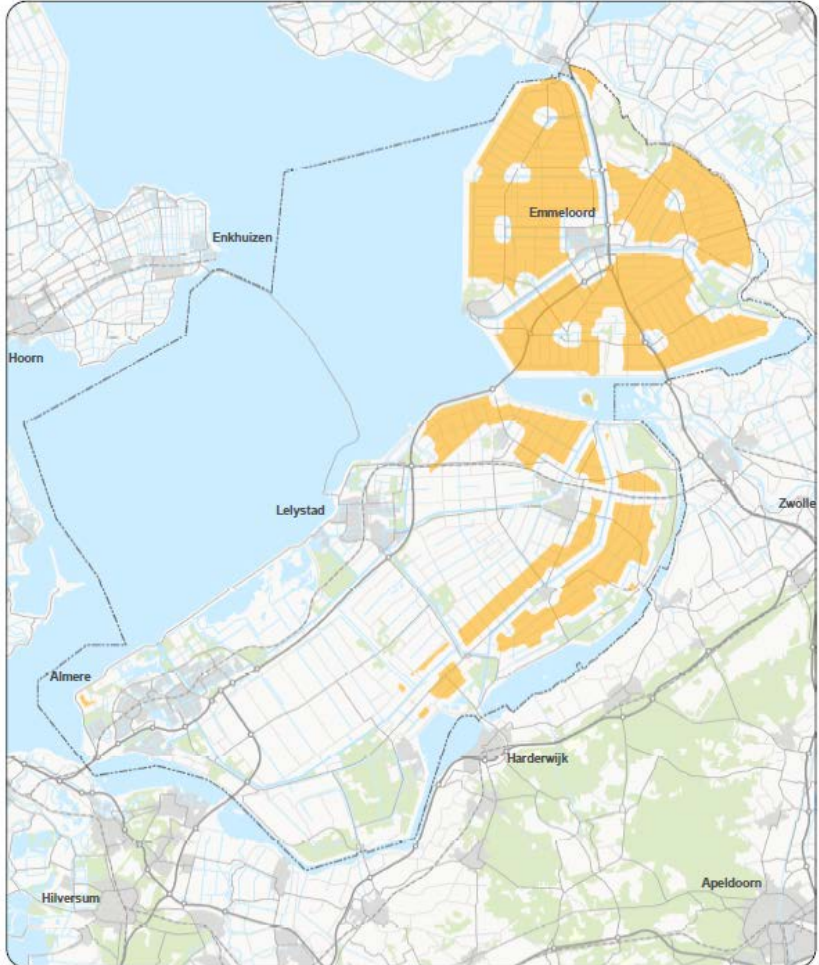 Emmeloord
Enkhuizen
Hoorn
Lelystad
Zwolle
Almere
Harderwijk
Apeldoorn
Hilversum